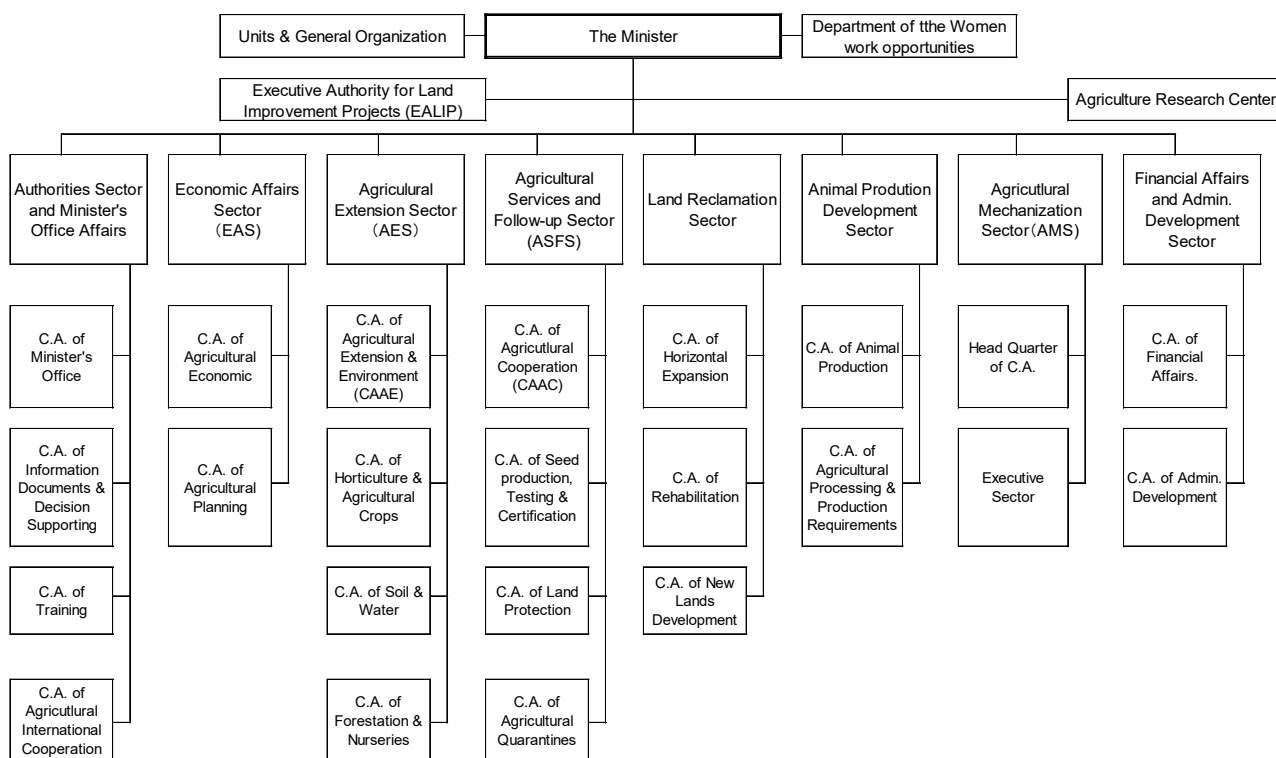 Units & General Organization
The Minister
Department of tthe Women
work opportunities
Executive Authority for Land
Improvement Projects (EALIP)
Agriculture Research Center
Authorities Sector
and Minister's
Office Affairs
Economic Affairs
Sector
(EAS)
Agriculural
Extension Sector
(AES)
Agricultural
Services and
Follow-up Sector
(ASFS)
Land Reclamation
Sector
Animal Prodution
Development
Sector
Agricutlural
Mechanization
Sector(AMS)
Financial Affairs
and Admin.
Development
Sector
C.A. of
Minister's
Office
C.A. of
Agricultural
Economic
C.A. of
Agricultural
Extension &
Environment
(CAAE)
C.A. of
Agricutlural
Cooperation
(CAAC)
C.A. of
Horizontal
Expansion
C.A. of Animal
Production
Head Quarter
of C.A.
C.A. of
Financial
Affairs.
C.A. of
Information
Documents &
Decision
Supporting
C.A. of
Agricultural
Planning
C.A. of
Horticulture &
Agricultural
Crops
C.A. of Seed
production,
Testing &
Certification
C.A. of
Rehabilitation
C.A. of
Agricultural
Processing &
Production
Requirements
Executive
Sector
C.A. of Admin.
Development
C.A. of
Training
C.A. of Soil &
Water
C.A. of Land
Protection
C.A. of New
Lands
Development
C.A. of
Agricutlural
International
Cooperation
C.A. of
Forestation &
Nurseries
C.A. of
Agricultural
Quarantines